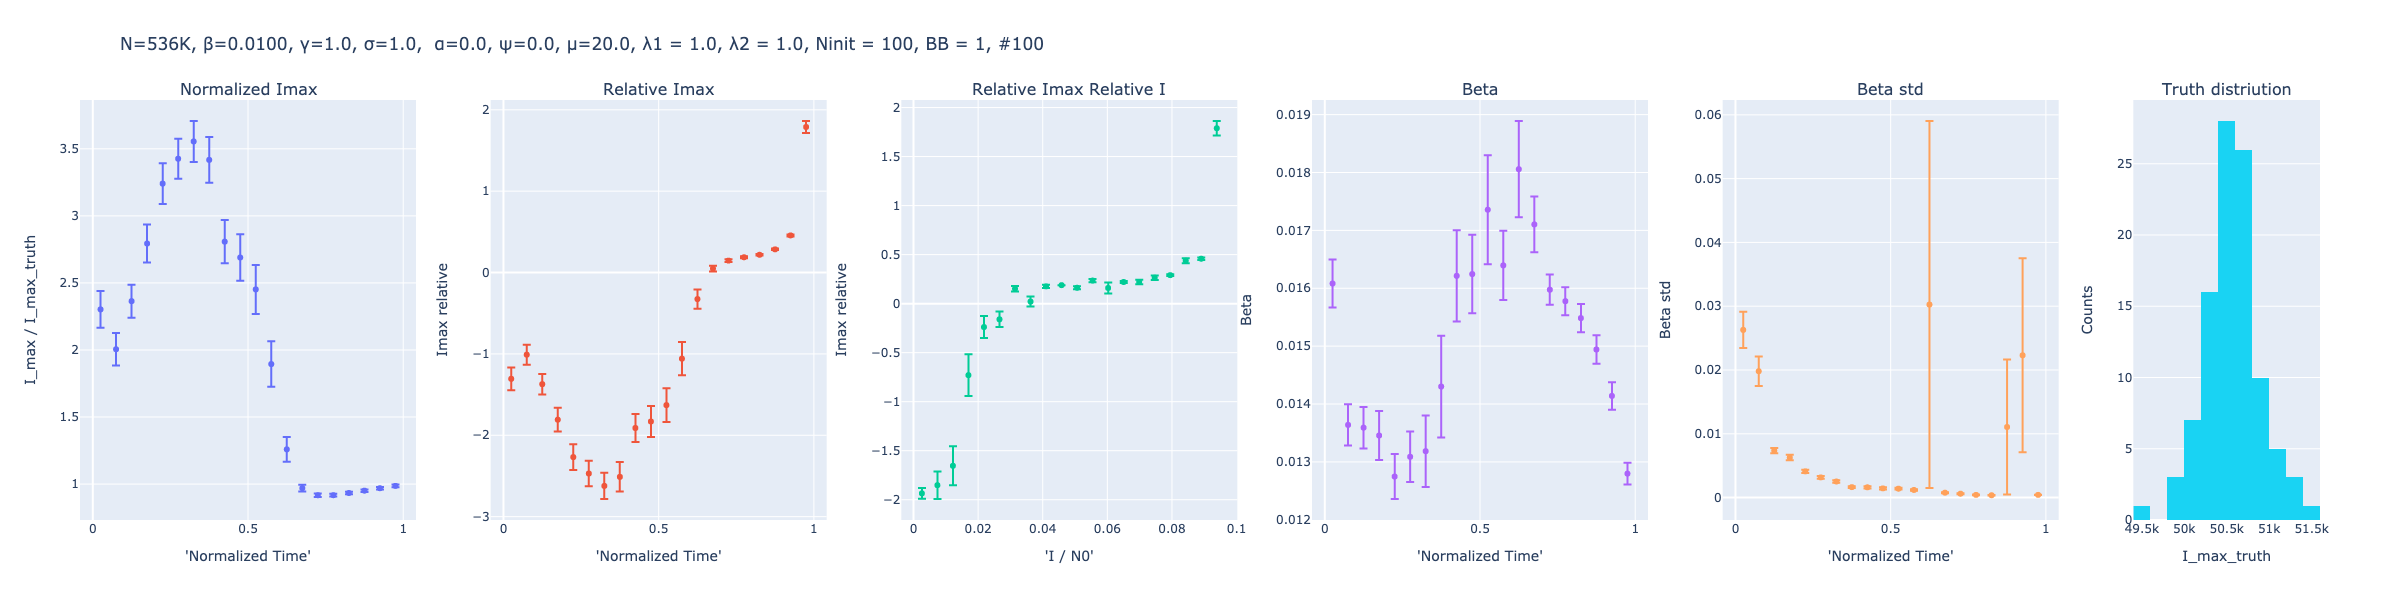 N=536K, β=0.0100, γ=1.0, σ=1.0,  α=0.0, ψ=0.0, μ=20.0, λ1 = 1.0, λ2 = 1.0, Ninit = 100, BB = 1, #100
Normalized Imax
I_max / I_max_truth
3.5
3
2.5
2
1.5
1
0
0.5
1
'Normalized Time'
Relative Imax
Imax relative
2
1
0
−1
−2
−3
0
0.5
1
'Normalized Time'
Relative Imax Relative I
Imax relative
2
1.5
1
0.5
0
−0.5
−1
−1.5
−2
0
0.02
0.04
0.06
0.08
0.1
'I / N0'
Beta
Beta
0.019
0.018
0.017
0.016
0.015
0.014
0.013
0.012
0
0.5
1
'Normalized Time'
Beta std
Beta std
0.06
0.05
0.04
0.03
0.02
0.01
0
0
0.5
1
'Normalized Time'
Truth distriution
Counts
25
20
15
10
5
0
49.5k
50k
50.5k
51k
51.5k
I_max_truth